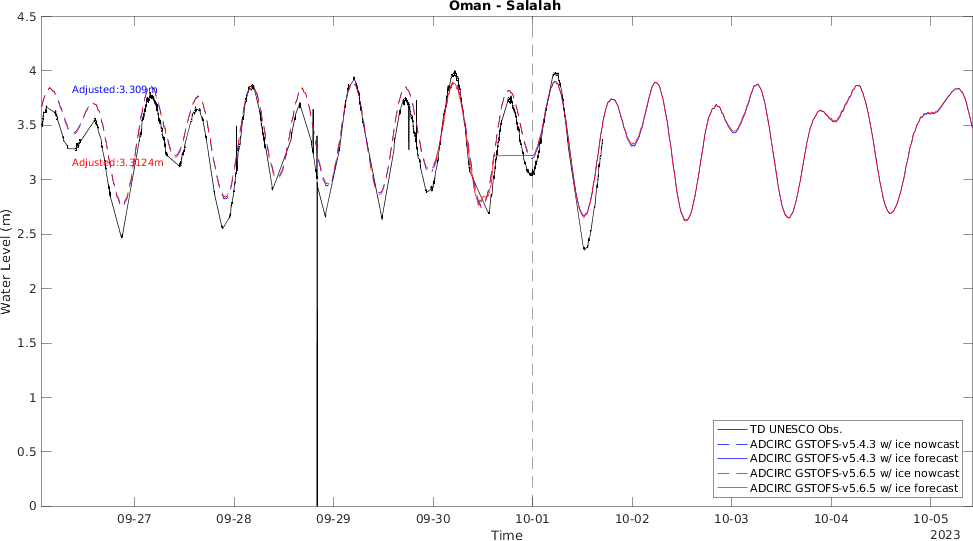 Oman - Salalah
4.5
4
3.5
3
2.5
2
1.5
1
0.5
0
Water Level (m)
Adjusted:3.309m
Adjusted:3.3124m
TD UNESCO Obs.
ADCIRC GSTOFS-v5.4.3 w/ ice nowcast
ADCIRC GSTOFS-v5.4.3 w/ ice forecast
ADCIRC GSTOFS-v5.6.5 w/ ice nowcast
ADCIRC GSTOFS-v5.6.5 w/ ice forecast
09-27 09-28 09-29 09-30 10-01 10-02 10-03 10-04 10-05
Time
2023